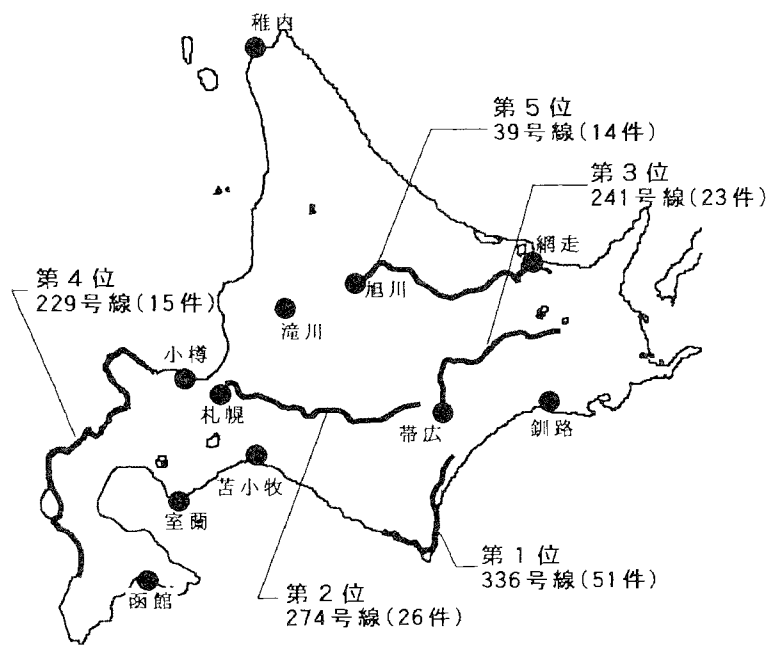 稚内
第5位
39号線(14件)
第3位
241号線(23件)
網走
第4位
229号線(15件)
旭川
滝川
小樽
札幌
帯広
釧路
苫小牧
室蘭
第1位
336号線(51件)
第2位
274号線(26件)
函館